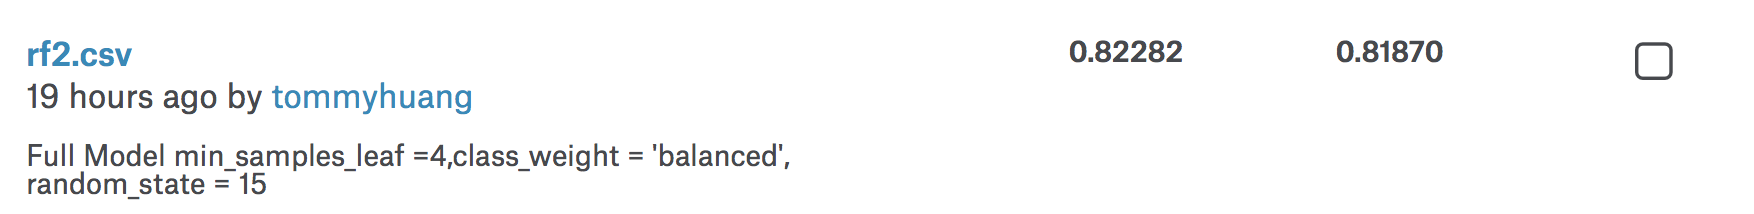 rf2.csv 0.82282 0.81870
19 hours ago by tommyhuang
Full Model min_samples_leaf =4,class_weight = 'balanced',
random_state = 15